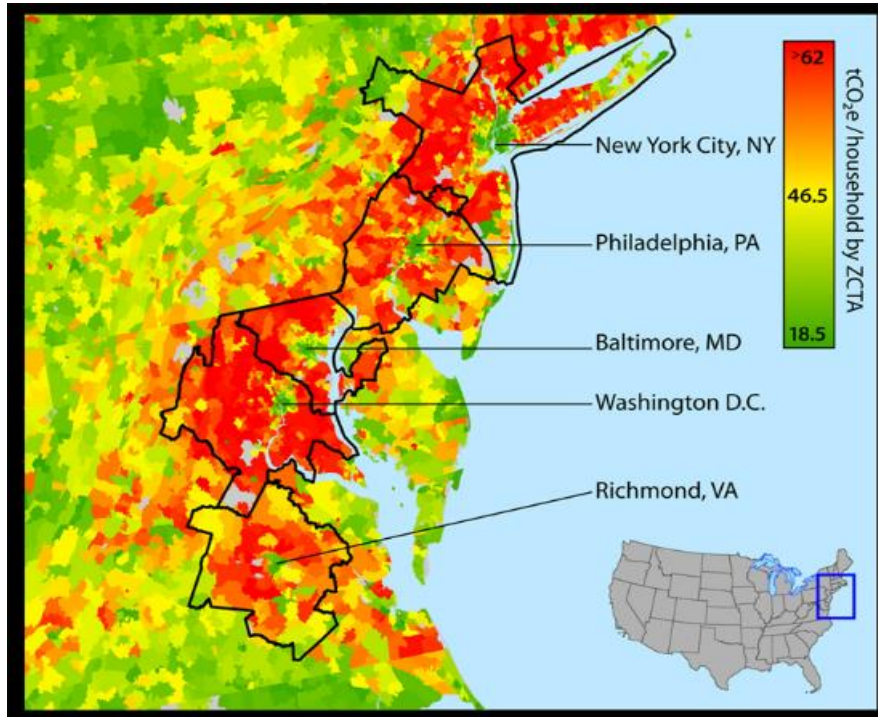 >62
46.5
18.5
tCO₂e /household by ZCTA
New York City, NY
Philadelphia, PA
Baltimore, MD
Washington D.C.
Richmond, VA